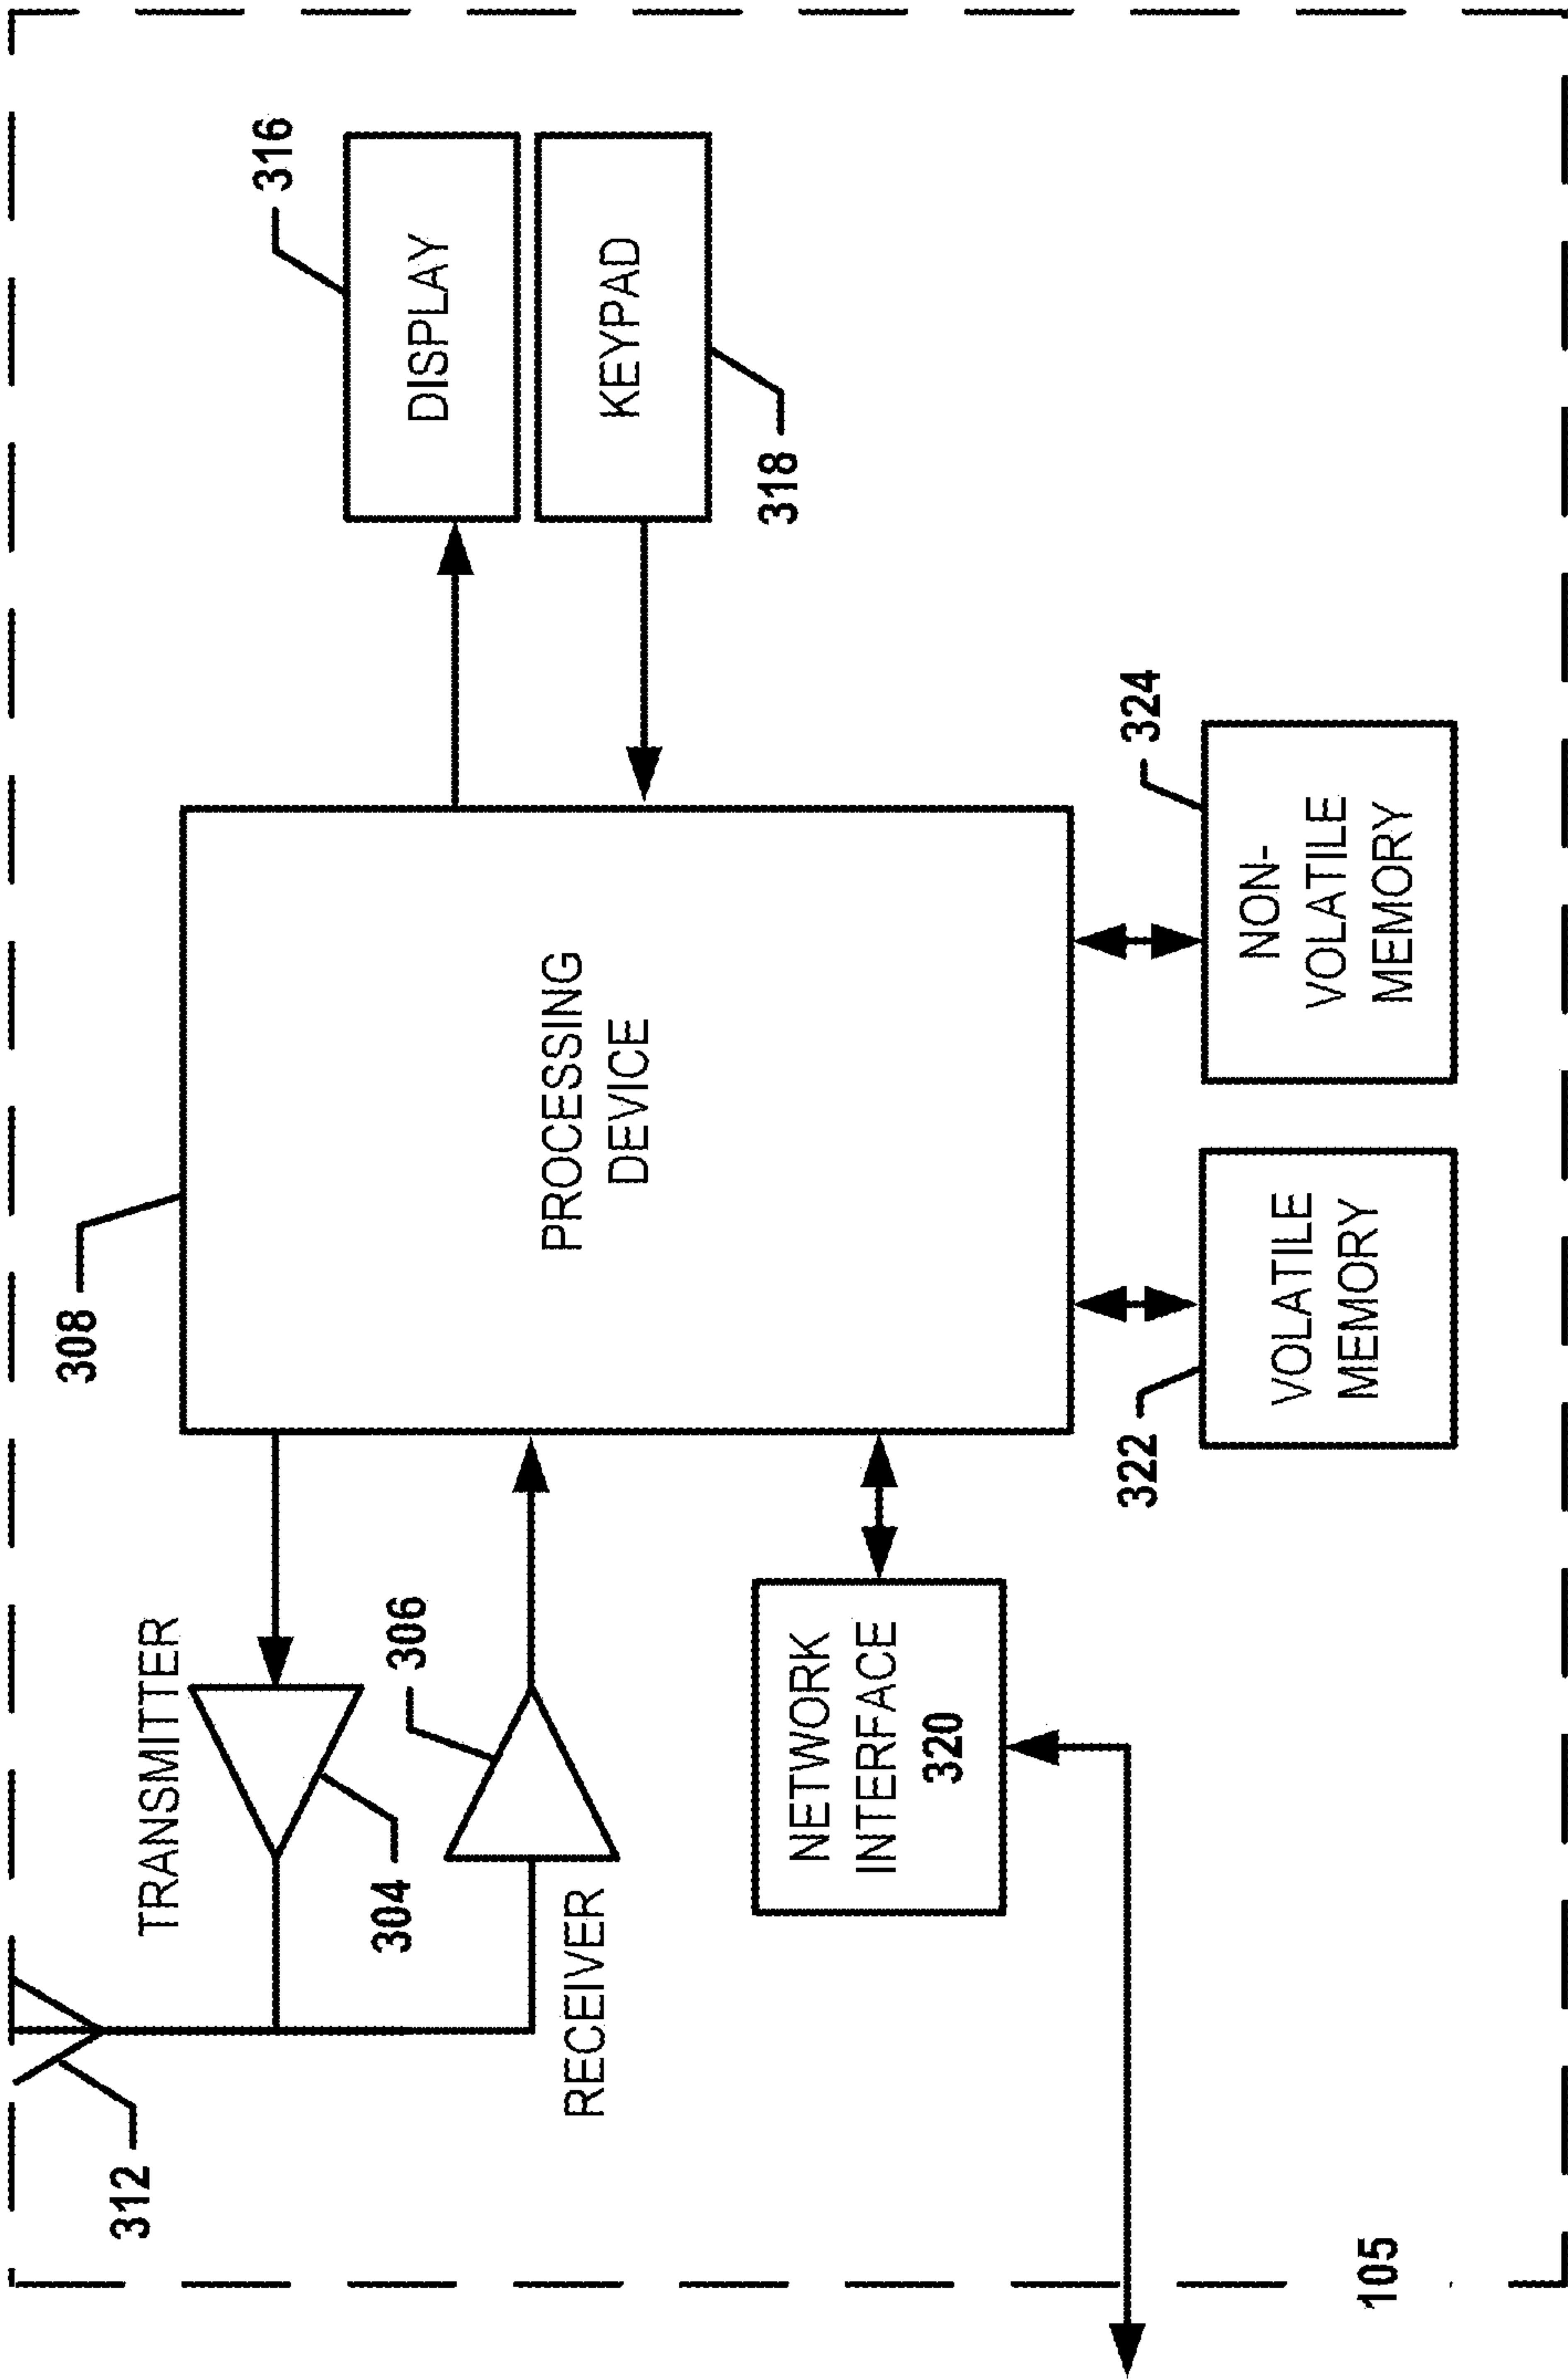 312
TRANSMITTER
304
306
RECEIVER
308
PROCESSING
DEVICE
316
DISPLAY
KEYPAD
318
NETWORK
INTERFACE
320
322
VOLATILE
MEMORY
324
NON-
VOLATILE
MEMORY
105